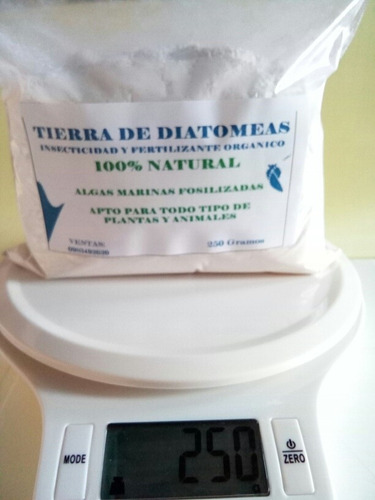 TIERRA DE DIATOMEAS
INSECTICIDA Y FERTILIZANTE ORGANICO
100% NATURAL
ALGAS MARINAS FOSILIZADAS
APTO PARA TODO TIPO DE
PLANTAS Y ANIMALES
VENTAS:
250 Gramos
MODE
250
ZERO